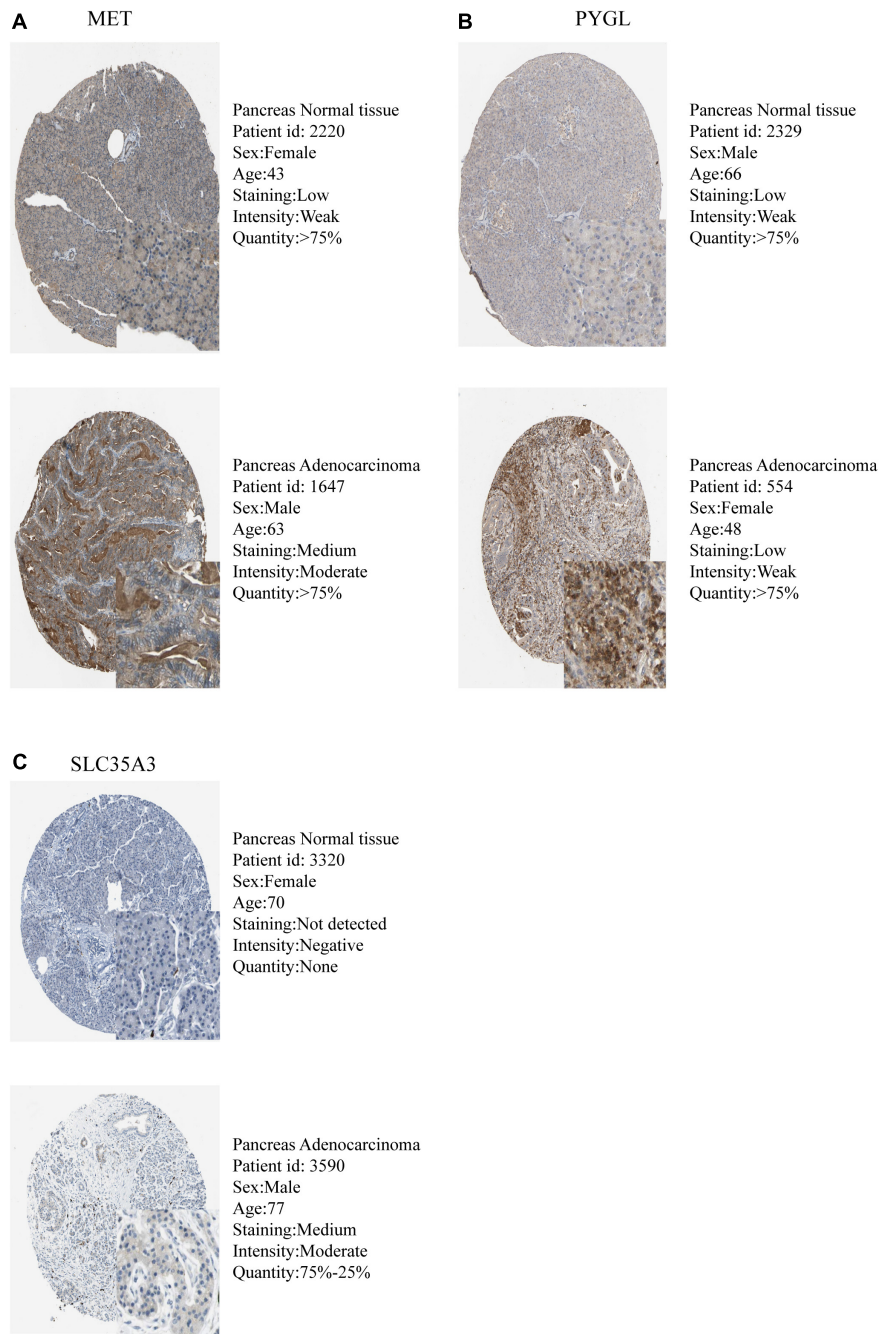 A
MET
Pancreas Normal tissue
Patient id: 2220
Sex:Female
Age:43
Staining:Low
Intensity:Weak
Quantity:>75%
Pancreas Adenocarcinoma
Patient id: 1647
Sex:Male
Age:63
Staining:Medium
Intensity:Moderate
Quantity:>75%
B
PYGL
Pancreas Normal tissue
Patient id: 2329
Sex:Male
Age:66
Staining:Low
Intensity:Weak
Quantity:>75%
Pancreas Adenocarcinoma
Patient id: 554
Sex:Female
Age:48
Staining:Low
Intensity:Weak
Quantity:>75%
C
SLC35A3
Pancreas Normal tissue
Patient id: 3320
Sex:Female
Age:70
Staining:Not detected
Intensity:Negative
Quantity:None
Pancreas Adenocarcinoma
Patient id: 3590
Sex:Male
Age:77
Staining:Medium
Intensity:Moderate
Quantity:75%-25%